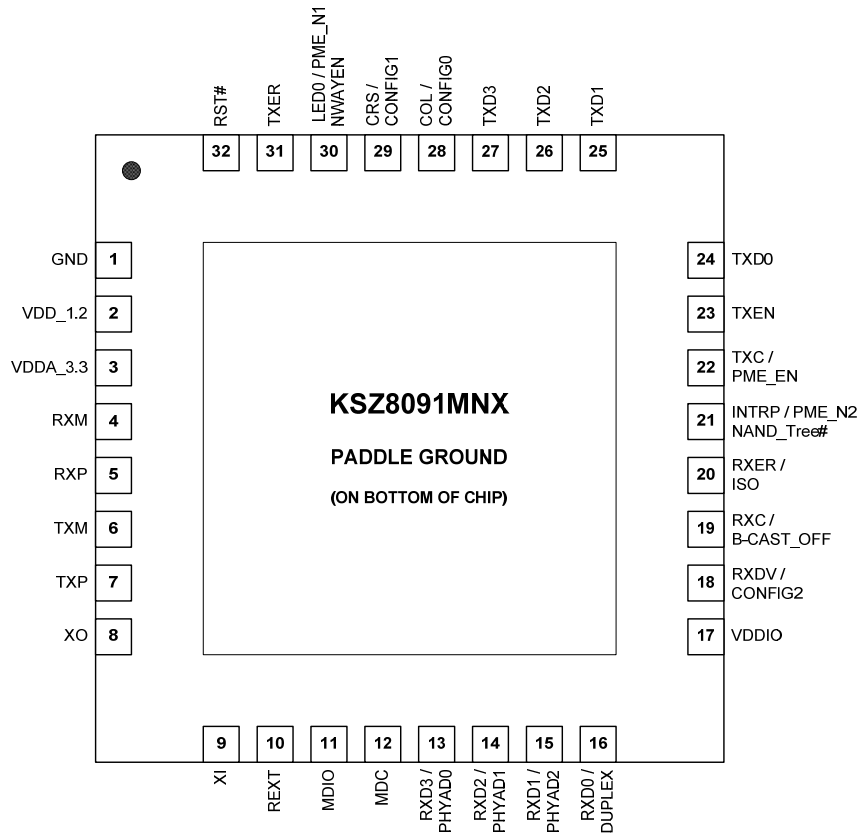 RST#
TXER
LED0 / PME_N1
NWAYEN
CRS /
CONFIG1
COL /
CONFIG0
TXD3
TXD2
TXD1
32
31
30
29
28
27
26
25
GND 1
VDD_1.2 2
VDDA_3.3 3
RXM 4
RXP 5
TXM 6
TXP 7
XO 8
KSZ8091MNX
PADDLE GROUND
(ON BOTTOM OF CHIP)
24 TXD0
23 TXEN
22 TXC /
PME_EN
21 INTRP / PME_N2
NAND_Tree#
20 RXER /
ISO
19 RXC /
B-CAST_OFF
18 RXDV /
CONFIG2
17 VDDIO
9
10
11
12
13
14
15
16
XI
REXT
MDIO
MDC
RXD3 /
PHYAD0
RXD2 /
PHYAD1
RXD1 /
PHYAD2
RXD0 /
DUPLEX